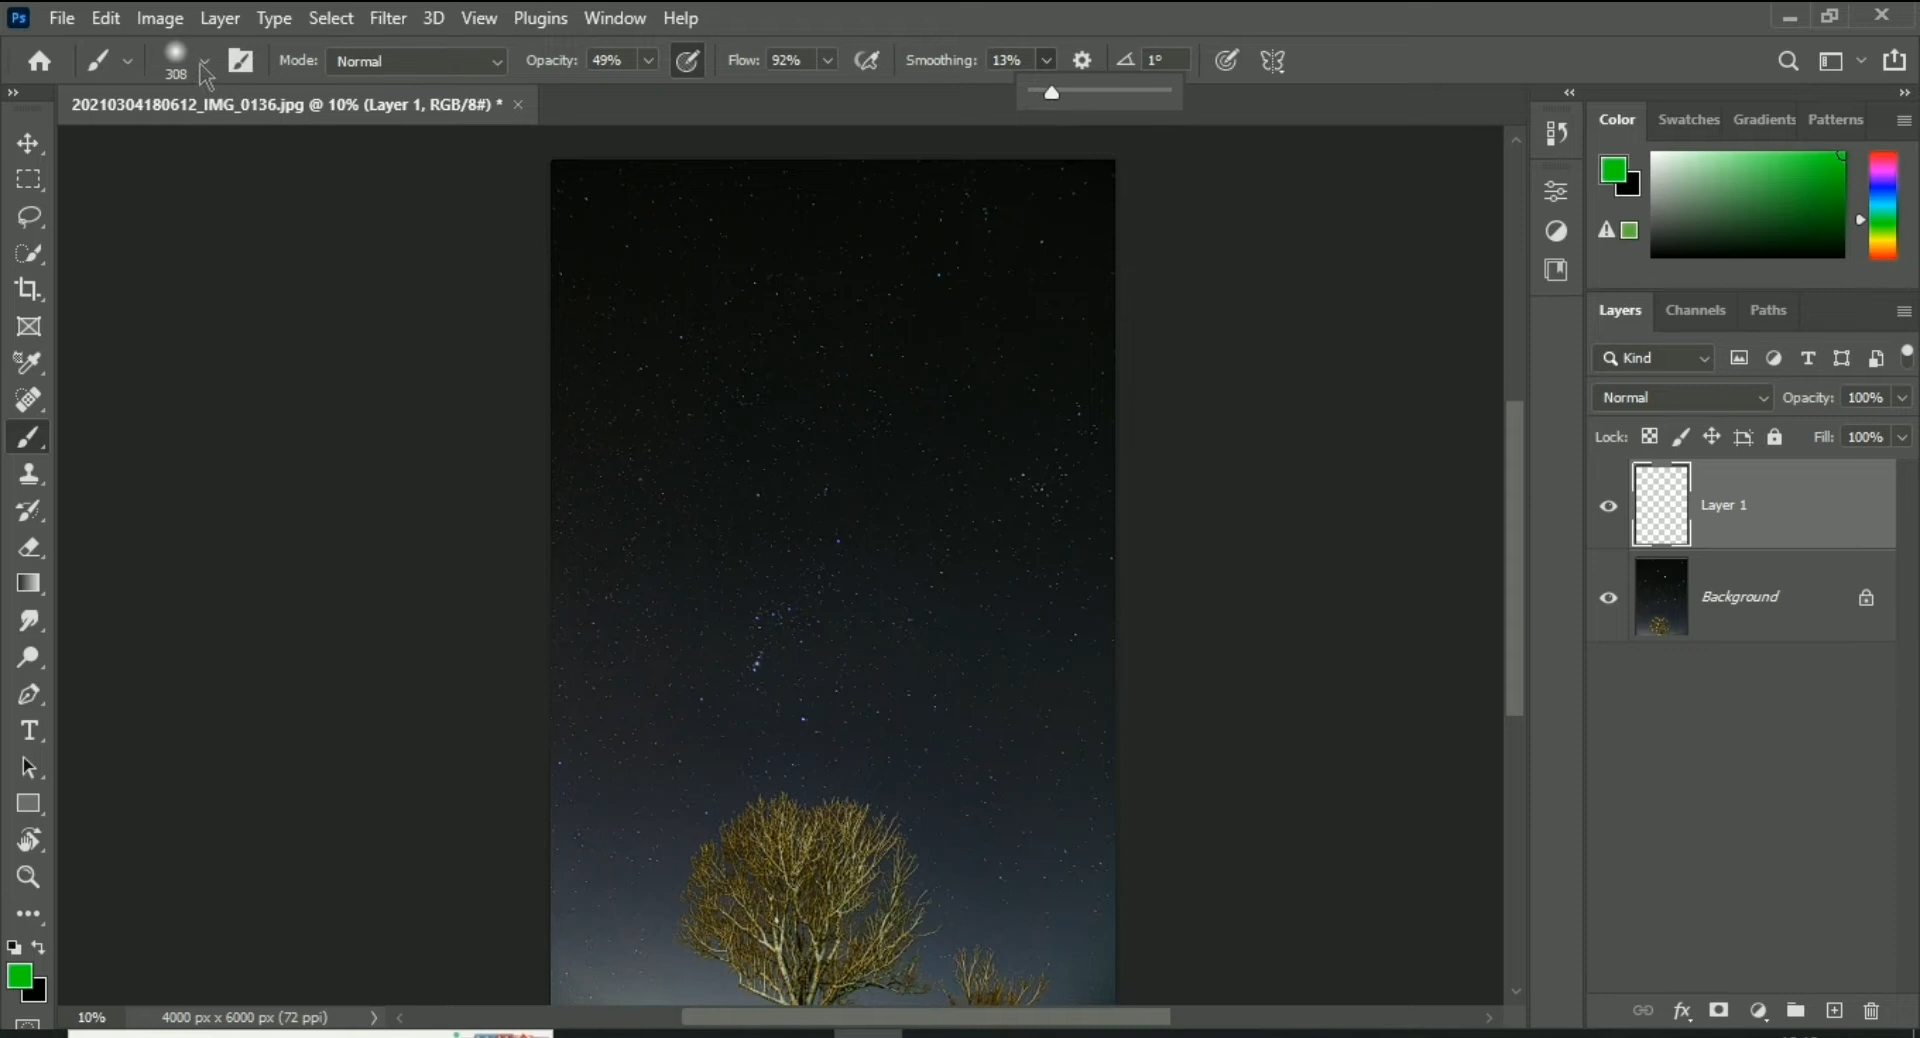 Ps File Edit Image Layer Type Select Filter 3D View Plugins Window Help
308 Mode: Normal Opacity: 49% Flow: 92% Smoothing: 13% 1°
20210304180612_IMG_0136.jpg @ 10% (Layer 1, RGB/8#) *
Color Swatches Gradients Patterns
Layers Channels Paths
Kind
Normal Opacity: 100%
Lock: Fill: 100%
Layer 1
Background
10% 4000 px x 6000 px (72 ppi)